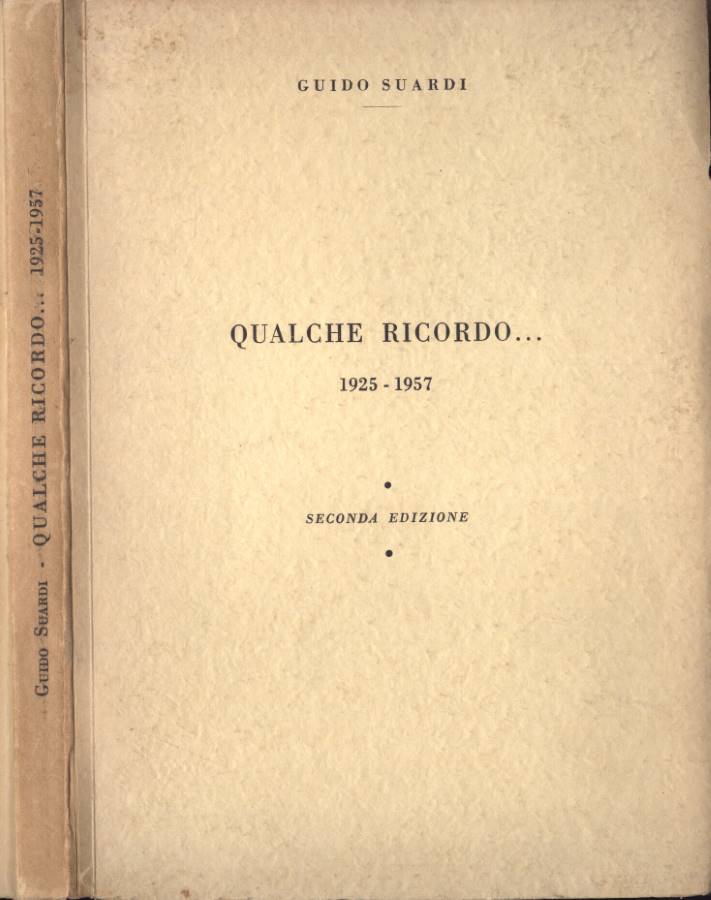 GUIDO SUARDI
QUALCHE RICORDO...
1925 - 1957
SECONDA EDIZIONE
GUIDO SUARDI - QUALCHE RICORDO... 1925-1957